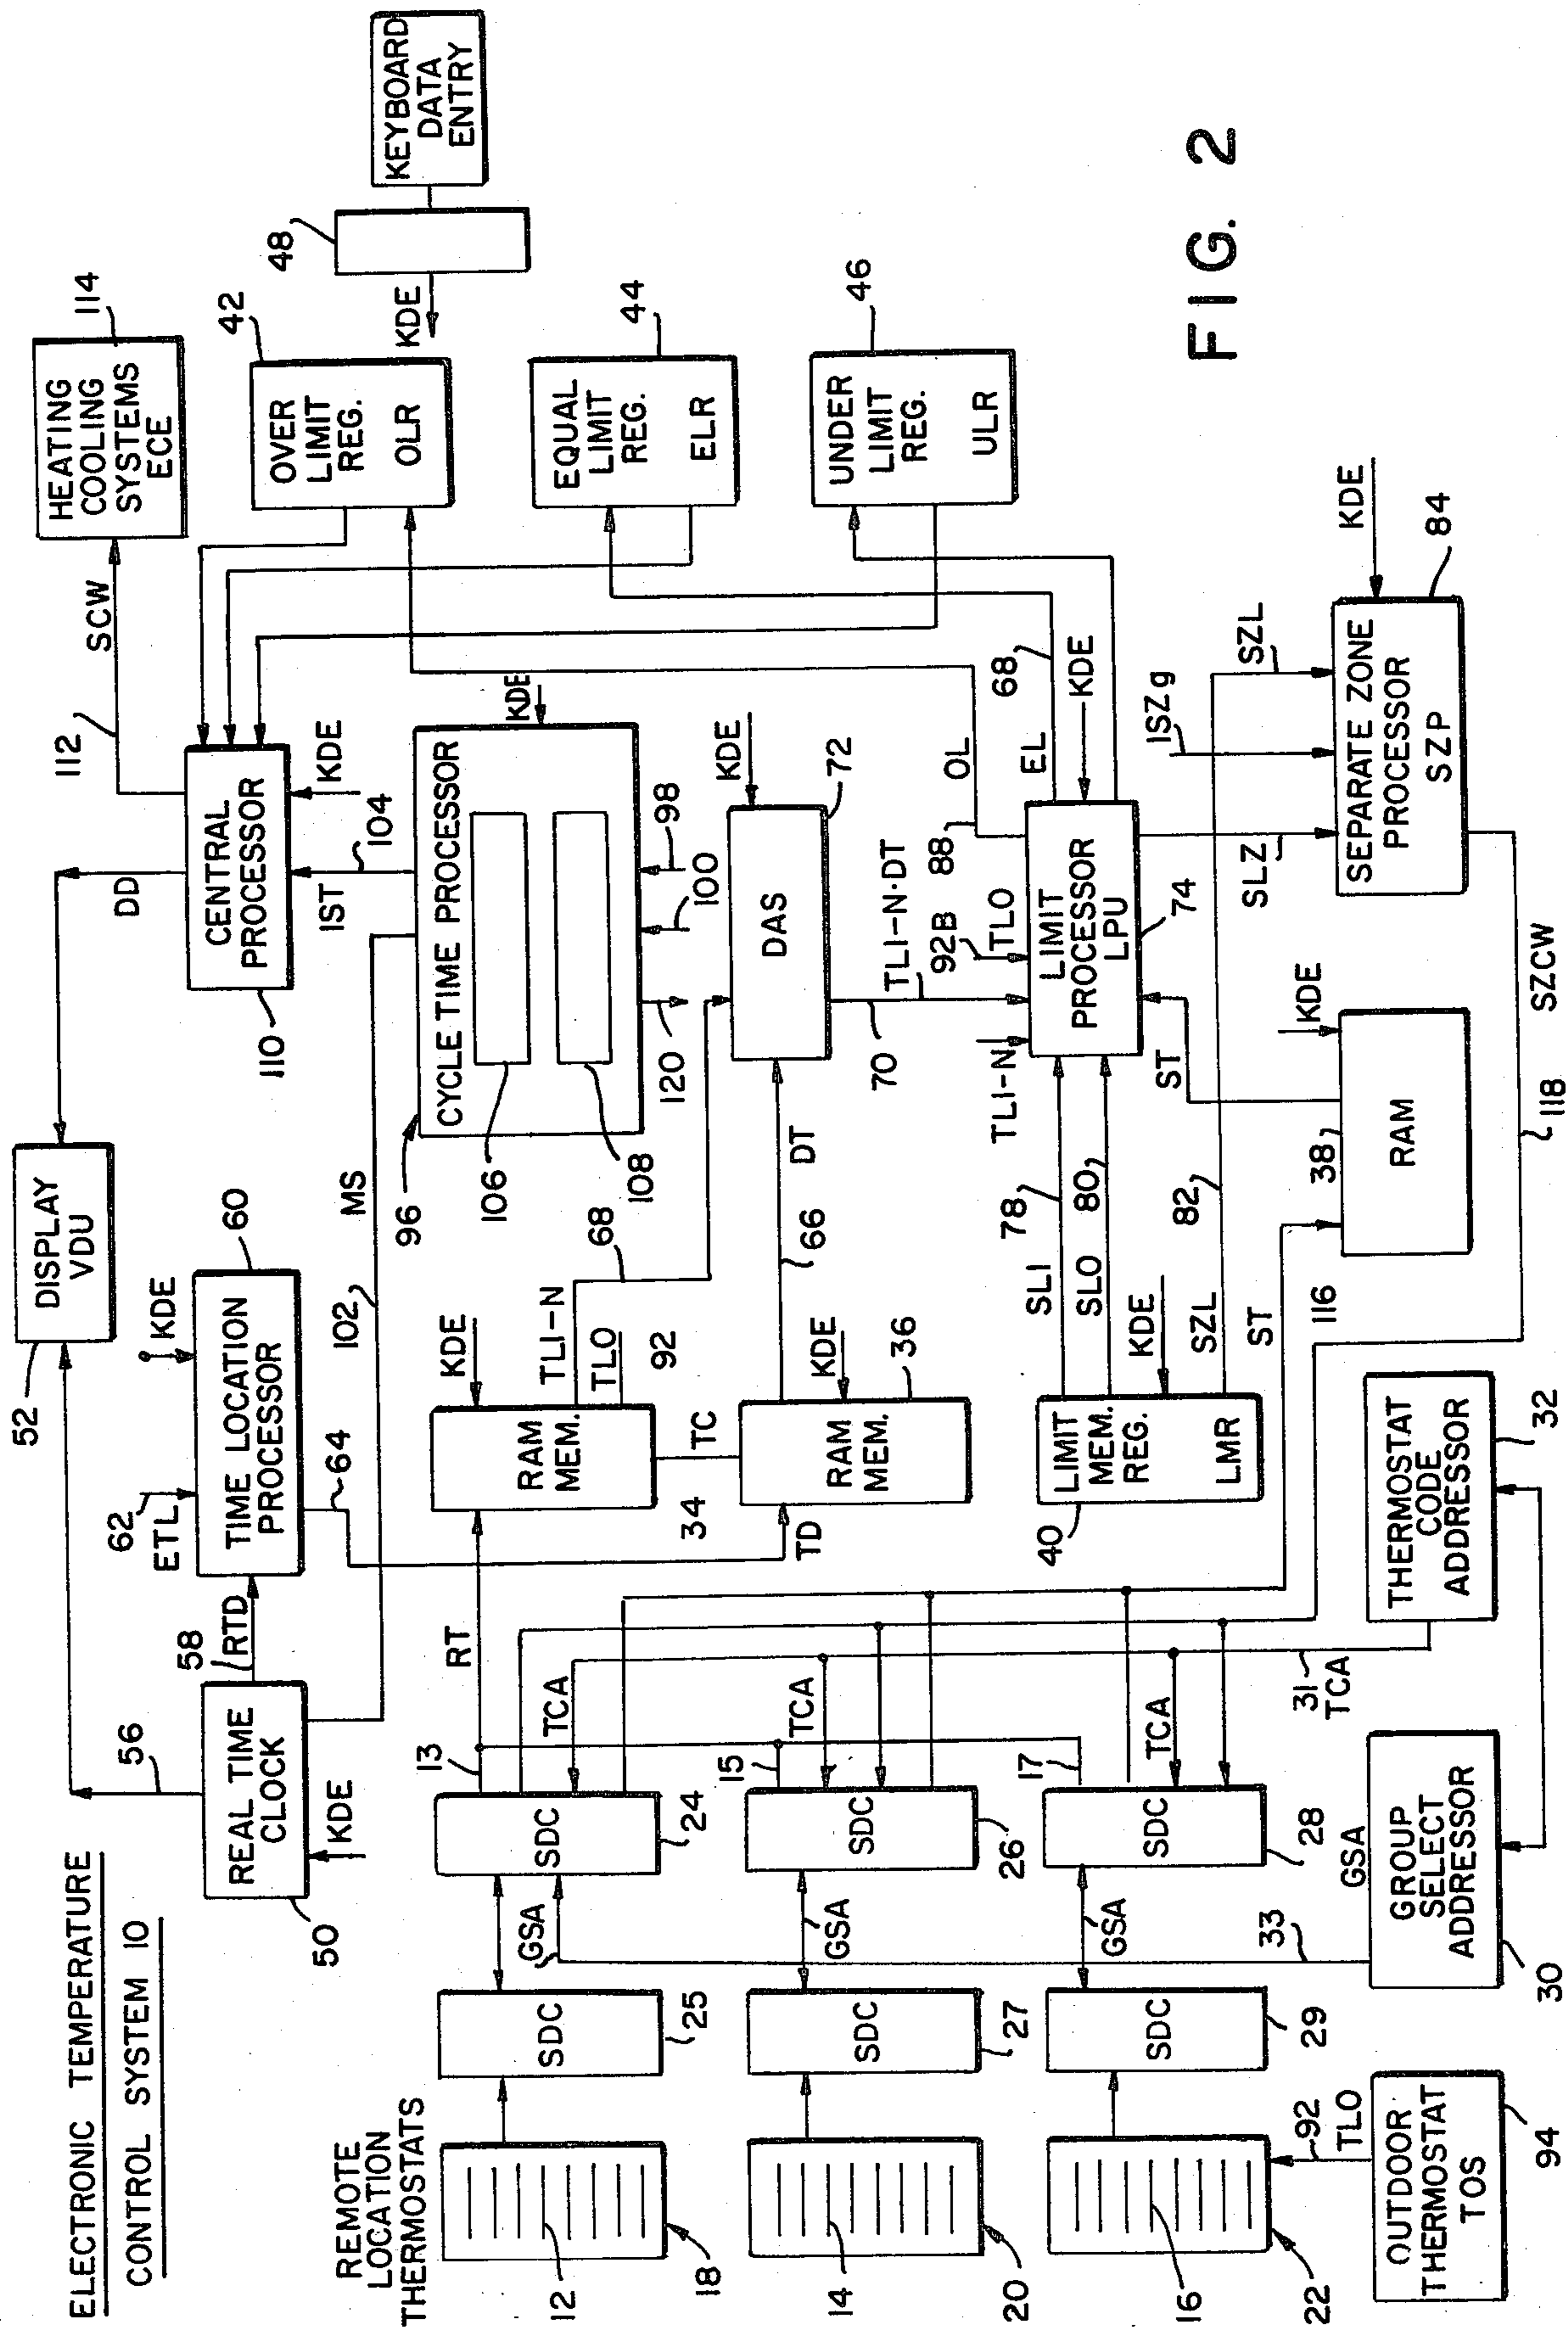 ELECTRONIC TEMPERATURE
CONTROL SYSTEM 10
REMOTE
LOCATION
THERMOSTATS
12
18
14
20
16
22
92
TLO
OUTDOOR
THERMOSTAT
TOS
94
SDC
25
SDC
27
SDC
29
GSA
GSA
GSA
33
GSA
GROUP
SELECT
ADDRESSOR
30
SDC
24
SDC
26
SDC
28
13
15
17
RT
TCA
TCA
TCA
31
TCA
THERMOSTAT
CODE
ADDRESSOR
32
REAL TIME
CLOCK
50
KDE
56
58
RTD
62
ETL
KDE
TIME LOCATION
PROCESSOR
60
64
52
DISPLAY
VDU
102
MS
DD
KDE
RAM
MEM.
34
TC
TD
TLI-N
TLO
92
68
RAM
MEM.
KDE
36
66
DT
LIMIT
MEM.
REG.
LMR
40
KDE
SLI
78
SLO
80
SZL
82
ST
116
96
CYCLE TIME PROCESSOR
106
108
120
100
98
KDE
IST
104
CENTRAL
PROCESSOR
110
KDE
112
SCW
HEATING
COOLING
SYSTEMS
ECE
114
DAS
72
KDE
70
TLI-N·DT
TLI-N
92B
TLO
LIMIT
PROCESSOR
LPU
74
KDE
88
OL
EL
68
ST
38
RAM
KDE
SLZ
ISZg
SZL
SEPARATE ZONE
PROCESSOR
SZP
84
KDE
SZCW
118
OVER
LIMIT
REG.
OLR
42
EQUAL
LIMIT
REG.
ELR
44
UNDER
LIMIT
REG.
ULR
46
KDE
48
KEYBOARD
DATA
ENTRY
FIG. 2